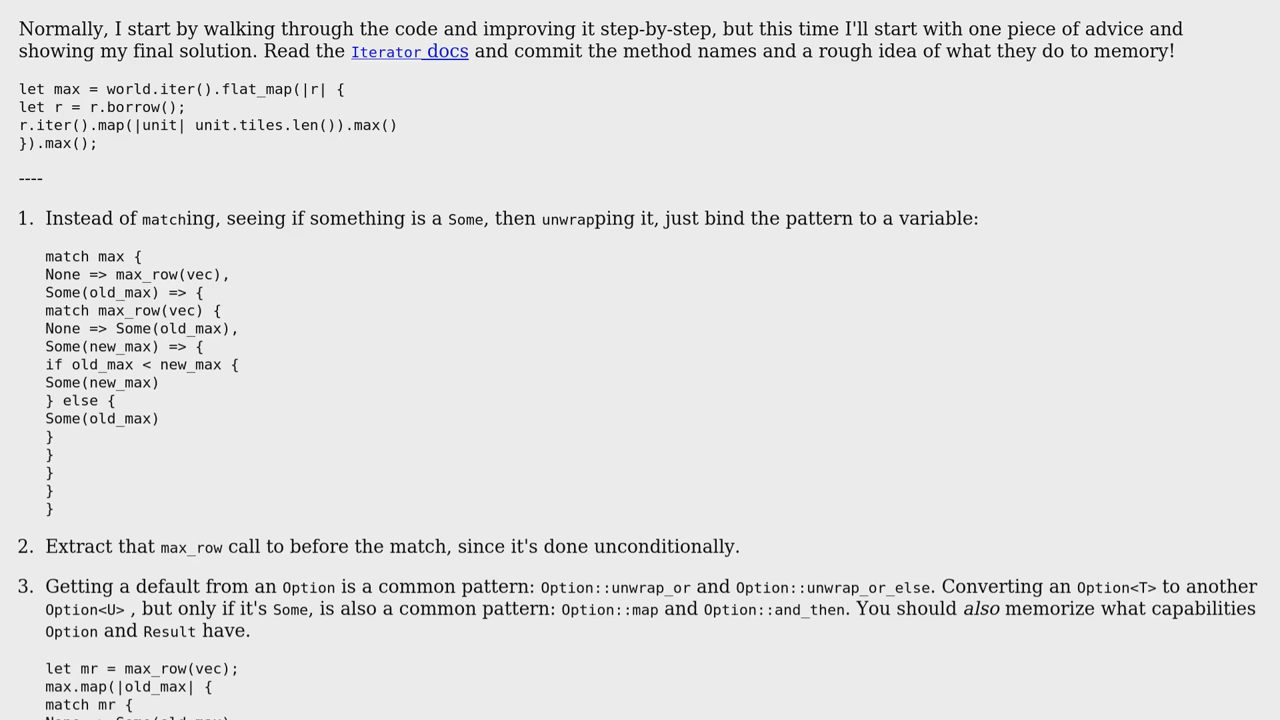 Normally, I start by walking through the code and improving it step-by-step, but this time I'll start with one piece of advice and
showing my final solution. Read the Iterator docs and commit the method names and a rough idea of what they do to memory!
let max = world.iter().flat_map(|r| {
let r = r.borrow();
r.iter().map(|unit| unit.tiles.len()).max()
}).max();
----
1. Instead of matching, seeing if something is a Some, then unwrapping it, just bind the pattern to a variable:
match max {
None => max_row(vec),
Some(old_max) => {
match max_row(vec) {
None => Some(old_max),
Some(new_max) => {
if old_max < new_max {
Some(new_max)
} else {
Some(old_max)
}
}
}
}
}
2. Extract that max_row call to before the match, since it's done unconditionally.
3. Getting a default from an Option is a common pattern: Option::unwrap_or and Option::unwrap_or_else. Converting an Option<T> to another
Option<U> , but only if it's Some, is also a common pattern: Option::map and Option::and_then. You should also memorize what capabilities
Option and Result have.
let mr = max_row(vec);
max.map(|old_max| {
match mr {
None => Some(old_max),